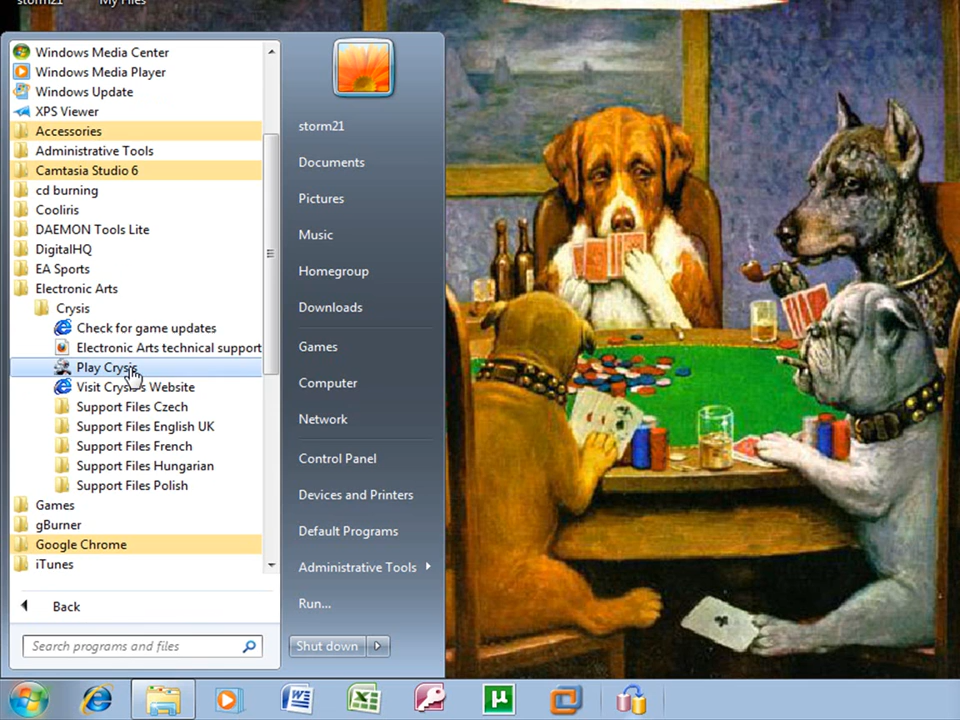 storm21 My Files
Windows Media Center
Windows Media Player
Windows Update
XPS Viewer
Accessories
Administrative Tools
Camtasia Studio 6
cd burning
Cooliris
DAEMON Tools Lite
DigitalHQ
EA Sports
Electronic Arts
Crysis
Check for game updates
Electronic Arts technical support
Play Crysis
Visit Crysis Website
Support Files Czech
Support Files English UK
Support Files French
Support Files Hungarian
Support Files Polish
Games
gBurner
Google Chrome
iTunes
Back
Search programs and files
storm21
Documents
Pictures
Music
Homegroup
Downloads
Games
Computer
Network
Control Panel
Devices and Printers
Default Programs
Administrative Tools
Run...
Shut down